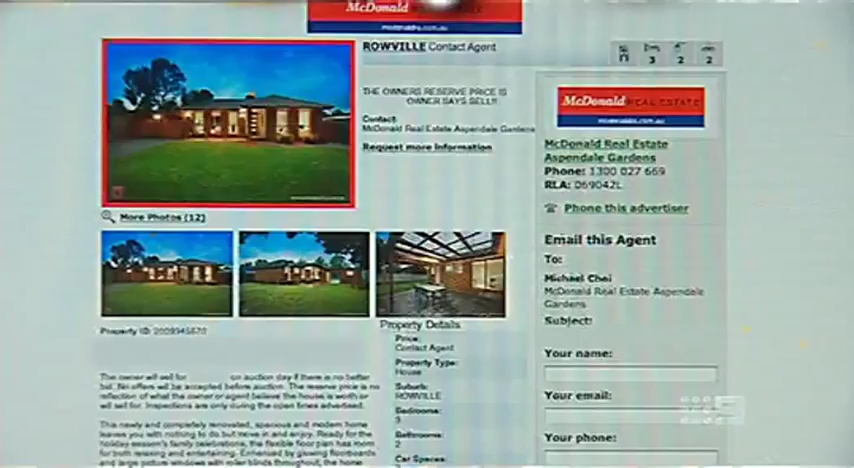 McDonald REAL ESTATE
ROWVILLE Contact Agent
3 2 2
THE OWNERS RESERVE PRICE IS
OWNER SAYS SELL!!
Contact:
McDonald Real Estate Aspendale Gardens
Request more Information
More Photos (12)
Property ID:
The owner will sell for on auction day if there is no better
bid. No offers will be accepted before auction. The reserve price is no
reflection of what the owner or agent believe the house is worth or
will sell for. Inspections are only during the open times advertised.
This newly and completely renovated, spacious and modern home
leaves you with nothing to do but move in and enjoy. Ready for the
holiday season's family celebrations, the flexible floor plan has room
for both relaxing and entertaining. Enhanced by glowing floorboards
and large picture windows with roller blinds throughout, the home
Property Details
Price:
Contact Agent
Property Type:
House
Suburb:
ROWVILLE
Bedrooms:
3
Bathrooms:
2
Car Spaces:
McDonald REAL ESTATE
McDonald Real Estate
Aspendale Gardens
Phone: 1300 027 669
RLA: 069042L
Phone this advertiser
Email this Agent
To:
Michael Choi
McDonald Real Estate Aspendale
Gardens
Subject:
Your name:
Your email:
Your phone:
9